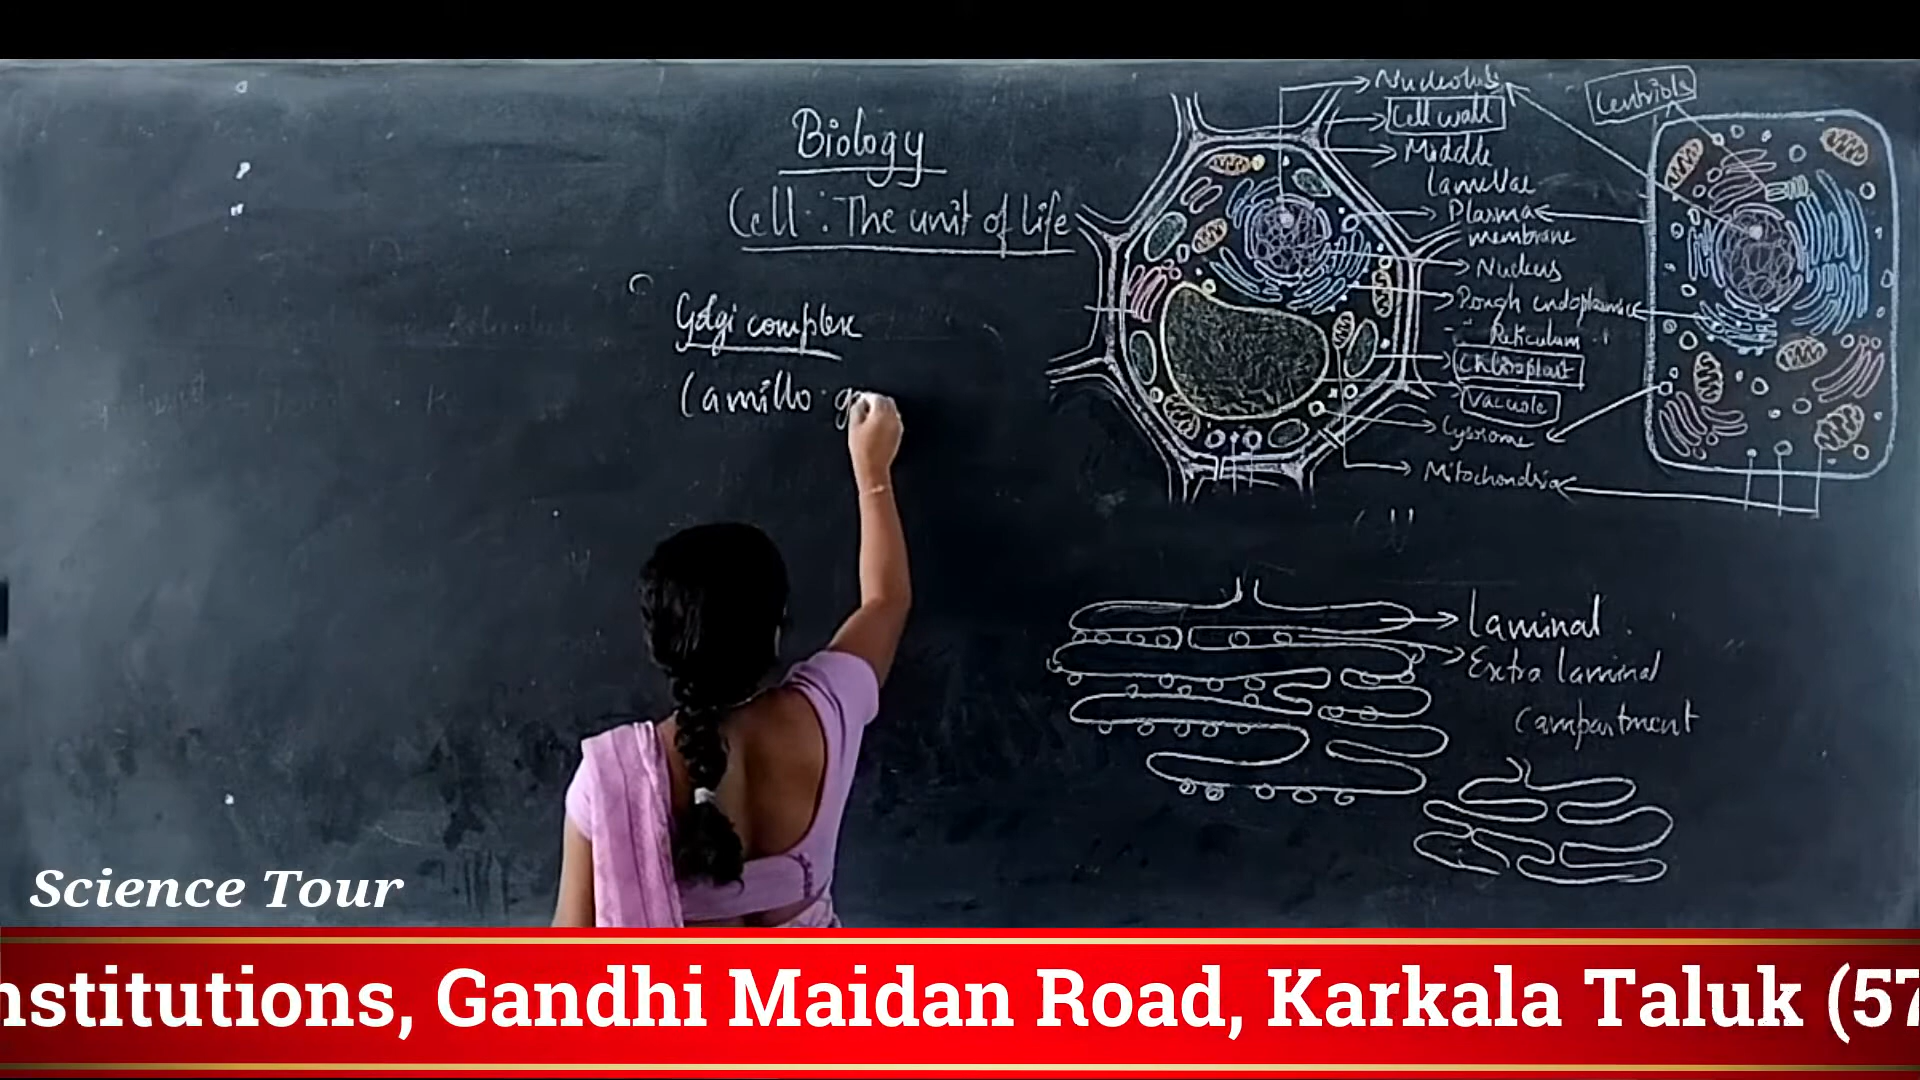 Biology
Cell : The unit of life
Golgi complex
Camillo g
Nucleolus
Cell wall
Middle
lamellae
Plasma
membrane
Nucleus
Rough endoplasmic
Reticulum
Chloroplast
Vacuole
Lysosome
Mitochondria
Centriole
Laminal
Extra laminal
Compartment
Science Tour
nstitutions, Gandhi Maidan Road, Karkala Taluk (57